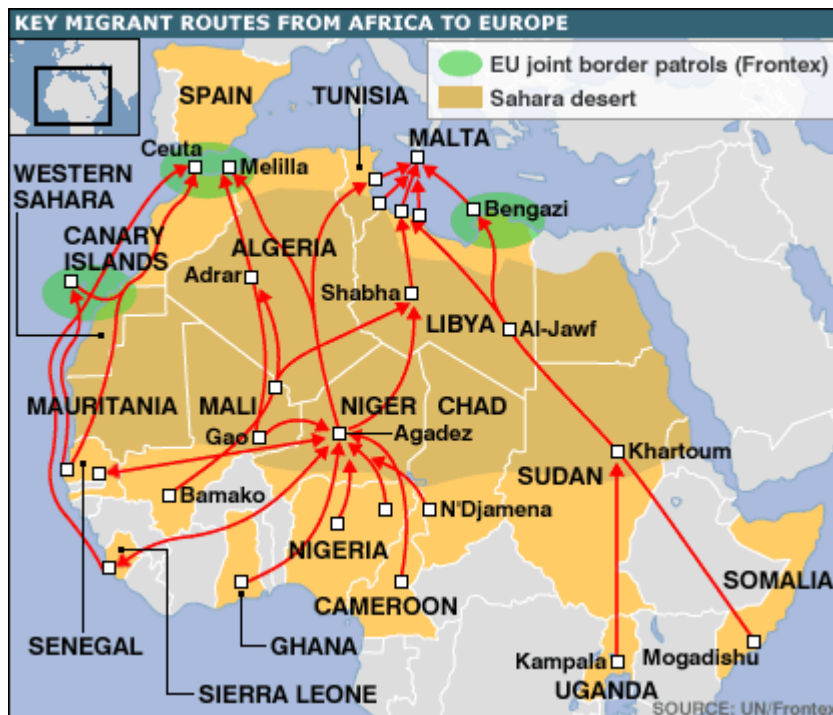 KEY MIGRANT ROUTES FROM AFRICA TO EUROPE
EU joint border patrols (Frontex)
Sahara desert
SPAIN
TUNISIA
MALTA
Ceuta
Melilla
WESTERN
SAHARA
Bengazi
CANARY
ISLANDS
ALGERIA
Adrar
Shabha
LIBYA
Al-Jawf
MAURITANIA
MALI
NIGER
CHAD
Gao
Agadez
Khartoum
SUDAN
Bamako
N'Djamena
NIGERIA
SOMALIA
CAMEROON
SENEGAL
GHANA
Kampala
Mogadishu
SIERRA LEONE
UGANDA
SOURCE: UN/Frontex